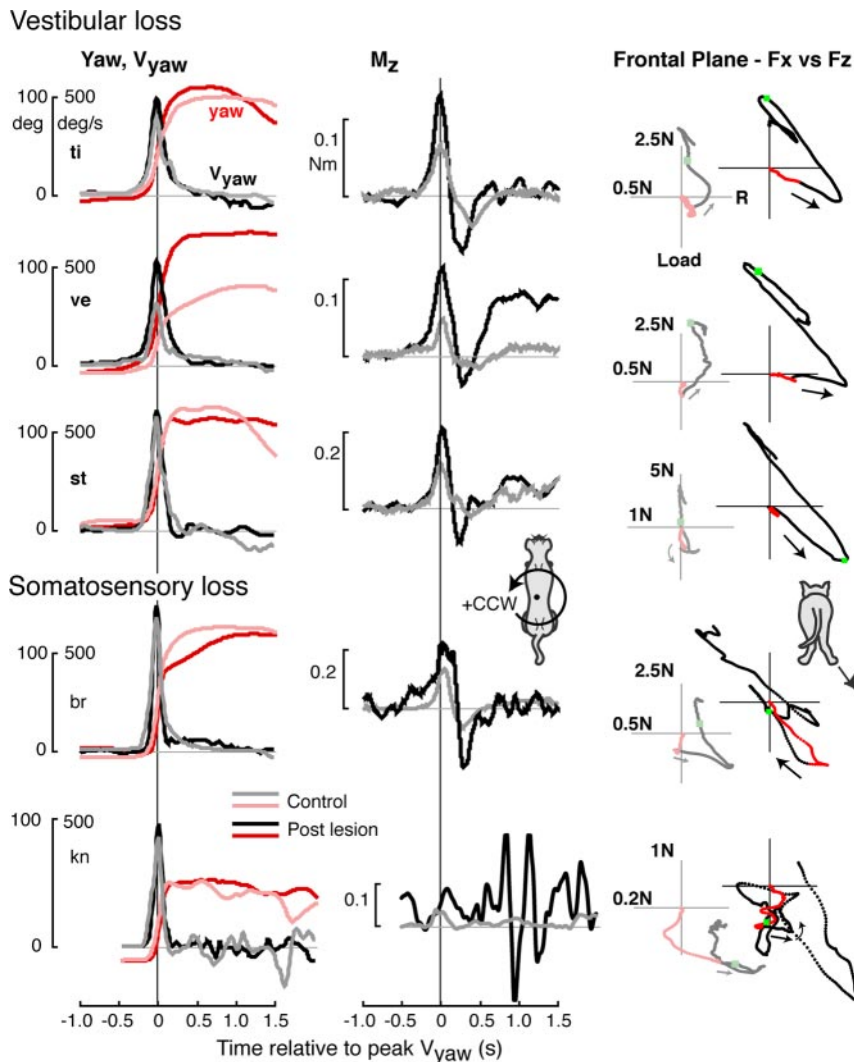 Vestibular loss
Yaw, Vyaw
Mz
Frontal Plane - Fx vs Fz
100 500
deg deg/s
ti
0
yaw
Vyaw
0.1
Nm
2.5N
0.5N
R
Load
100 500
ve
0
0.1
2.5N
0.5N
100 500
st
0
0.2
5N
1N
+CCW
Somatosensory loss
100 500
br
0
0.2
2.5N
0.5N
Control
Post lesion
100 500
kn
0
0.1
1N
0.2N
-1.0 -0.5 0 0.5 1.0 1.5
-1.0 -0.5 0 0.5 1.0 1.5
Time relative to peak Vyaw (s)